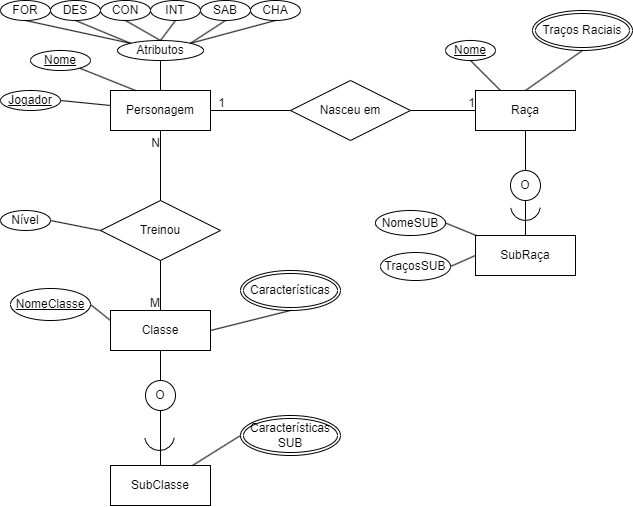 FOR DES CON INT SAB CHA
Atributos
Nome
Jogador
Personagem
1
Nasceu em
1
Nome
Traços Raciais
Raça
N
O
Nível
Treinou
NomeSUB
TraçosSUB
SubRaça
M
NomeClasse
Características
Classe
O
Características
SUB
SubClasse